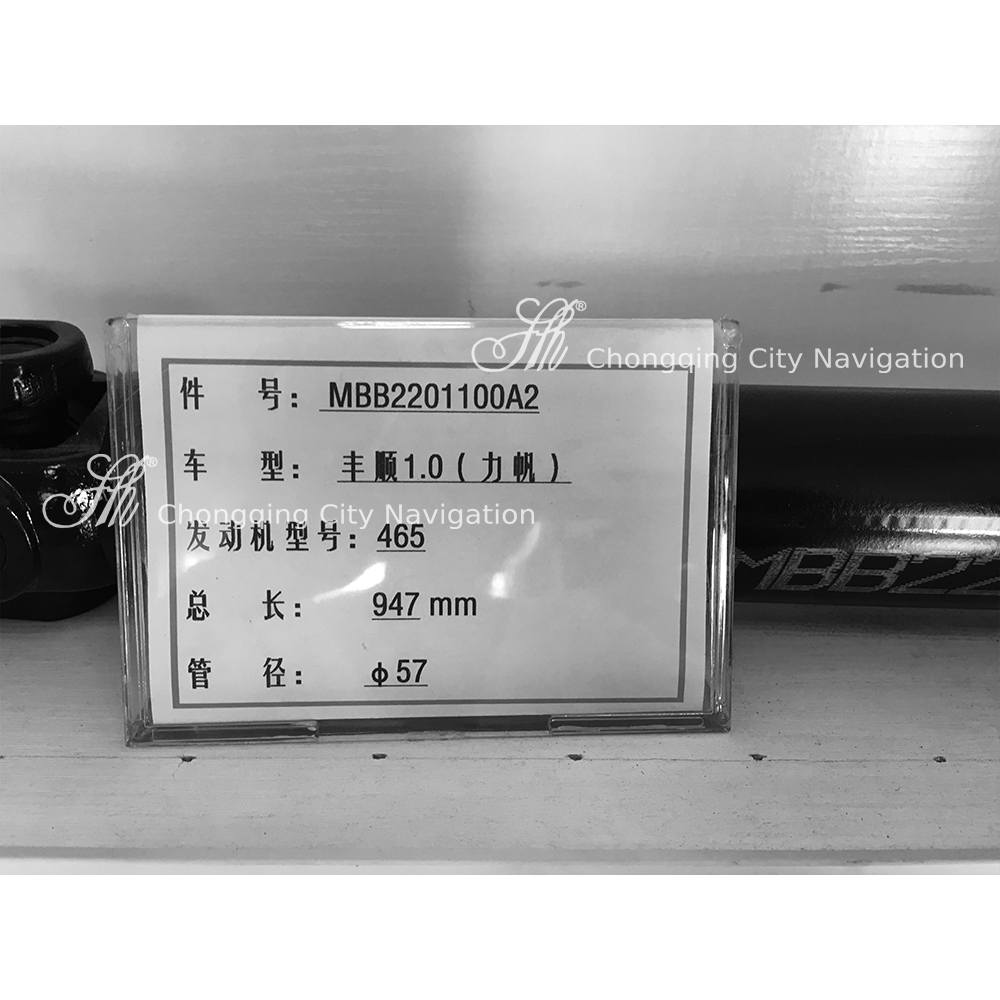 Chongqing City Navigation
件 号: MBB2201100A2
车 型: 丰顺1.0(力帆)
Chongqing City Navigation
发动机型号: 465
总 长: 947 mm
管 径: φ57
MBB22